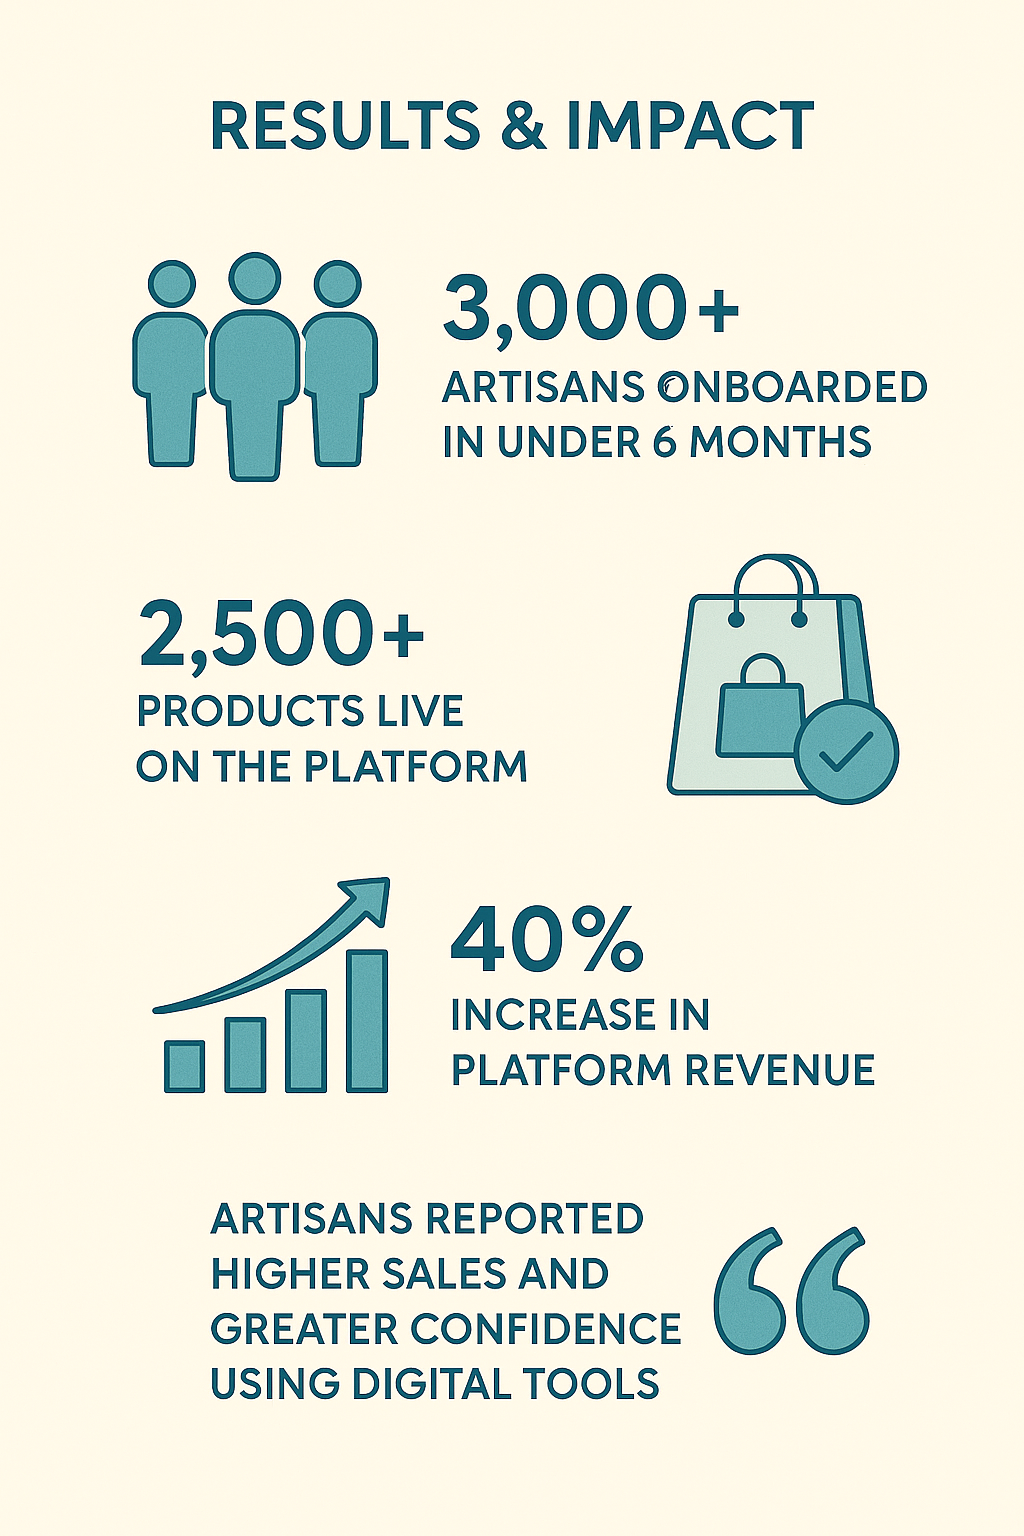 RESULTS & IMPACT
3,000+
ARTISANS ONBOARDED
IN UNDER 6 MONTHS
2,500+
PRODUCTS LIVE
ON THE PLATFORM
40%
INCREASE IN
PLATFORM REVENUE
ARTISANS REPORTED
HIGHER SALES AND
GREATER CONFIDENCE
USING DIGITAL TOOLS